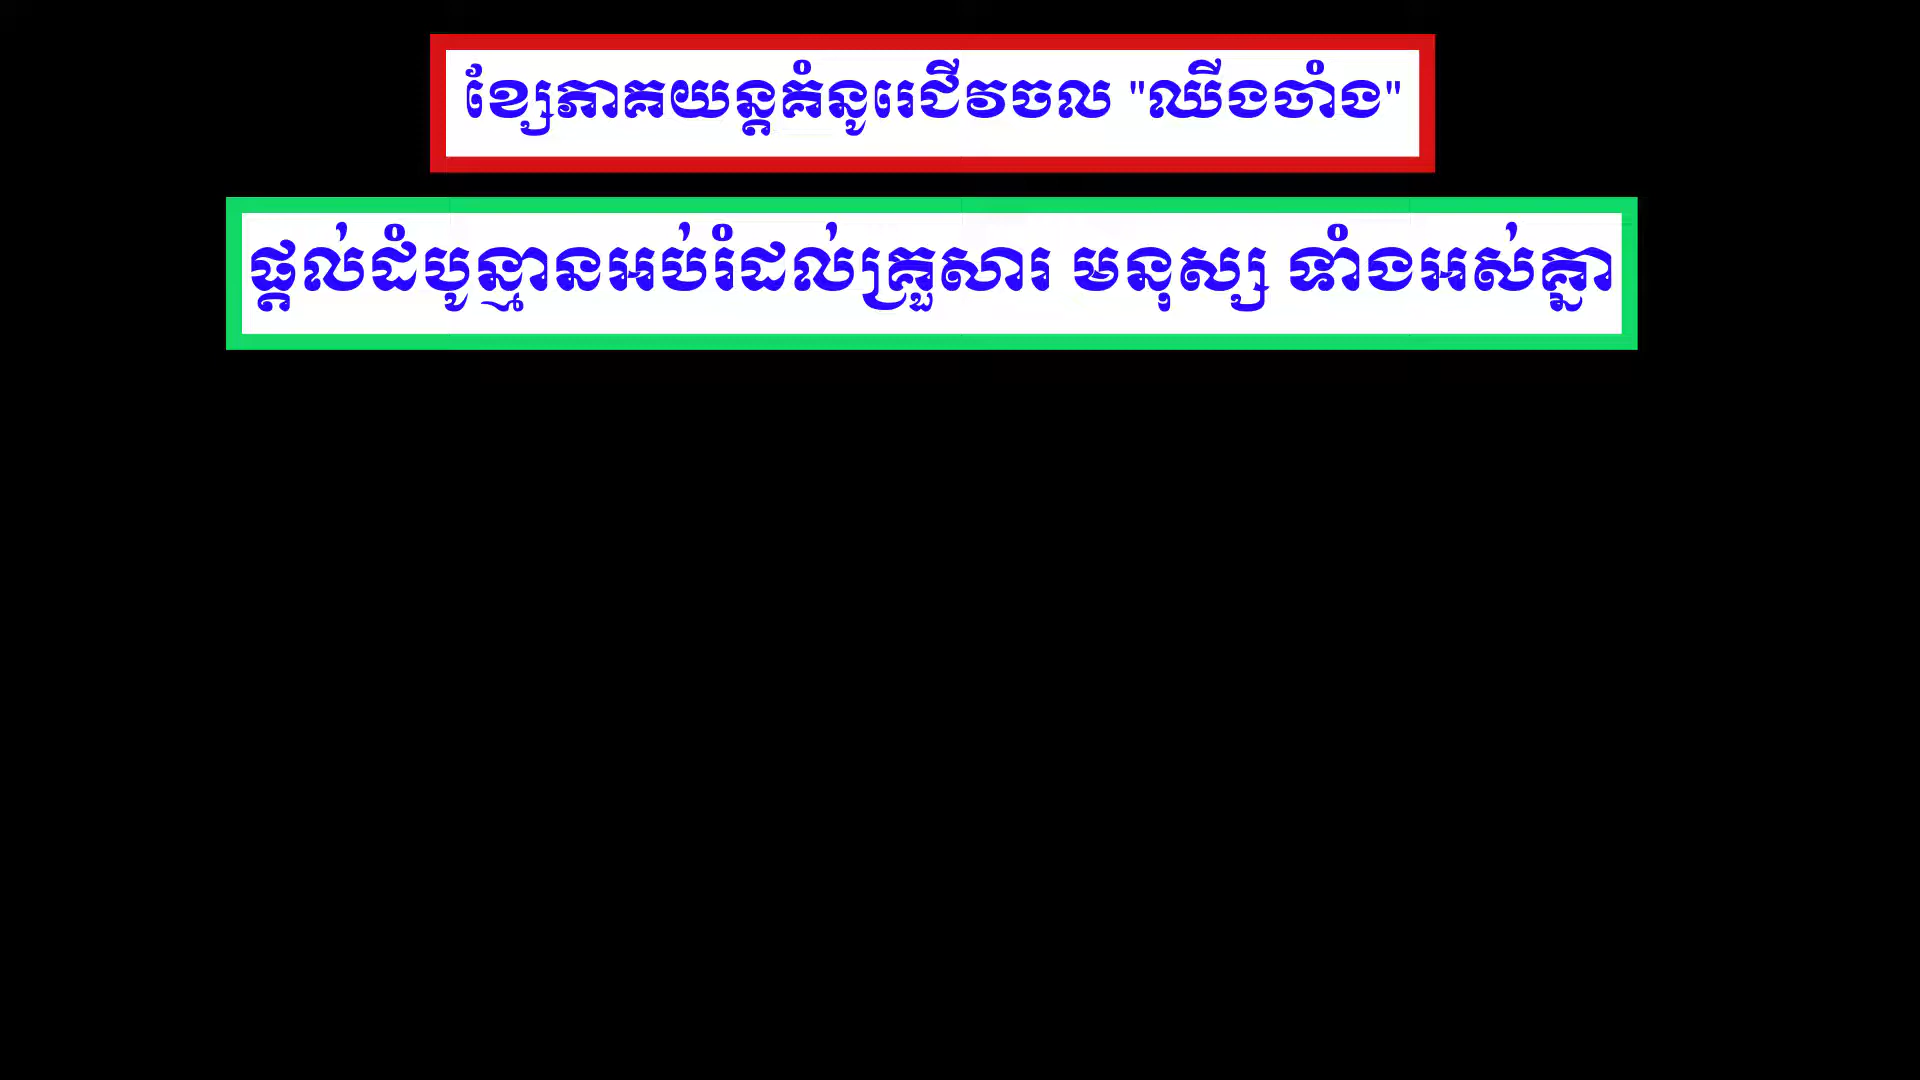 ខ្សែភាគយន្តគំនូរេជីវចល "ឈឺងចាំង"
ផ្ដល់ដំបូន្មានអប់រំដល់គ្រួសារ មនុស្ស ទាំងអស់គ្នា